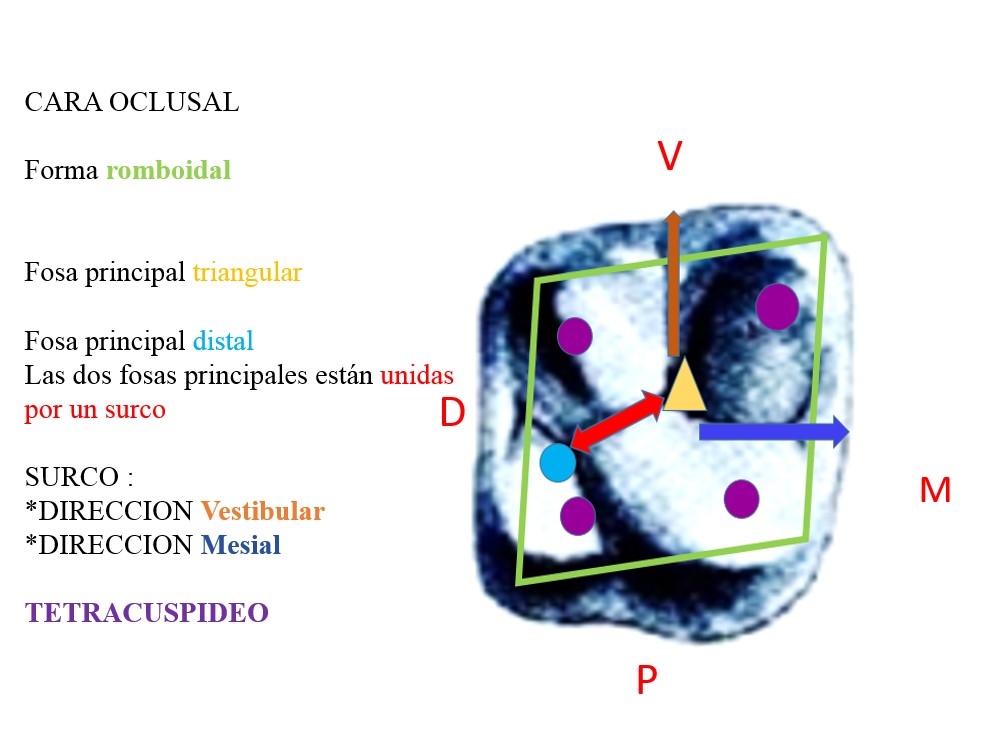 CARA OCLUSAL
Forma romboidal
Fosa principal triangular
Fosa principal distal
Las dos fosas principales están unidas
por un surco
SURCO :
*DIRECCION Vestibular
*DIRECCION Mesial
TETRACUSPIDEO
V
D
M
P